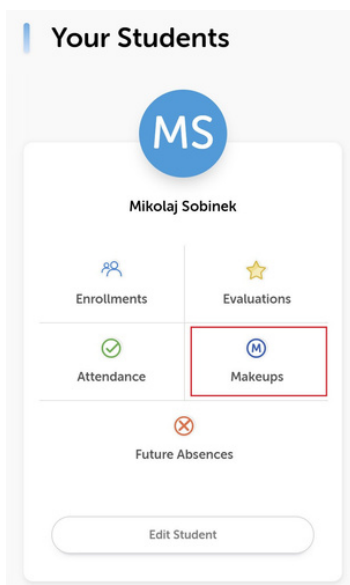 Your Students
MS
Mikolaj Sobinek
Enrollments
Evaluations
Attendance
M
Makeups
Future Absences
Edit Student